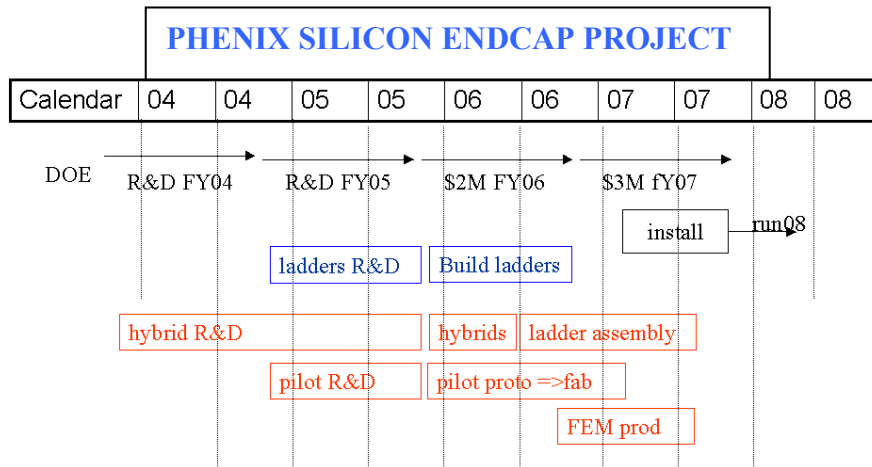 PHENIX SILICON ENDCAP PROJECT
Calendar 04 04 05 05 06 06 07 07 08 08
DOE R&D FY04 R&D FY05 $2M FY06 $3M fY07
install run08
ladders R&D Build ladders
hybrid R&D hybrids ladder assembly
pilot R&D pilot proto =>fab
FEM prod